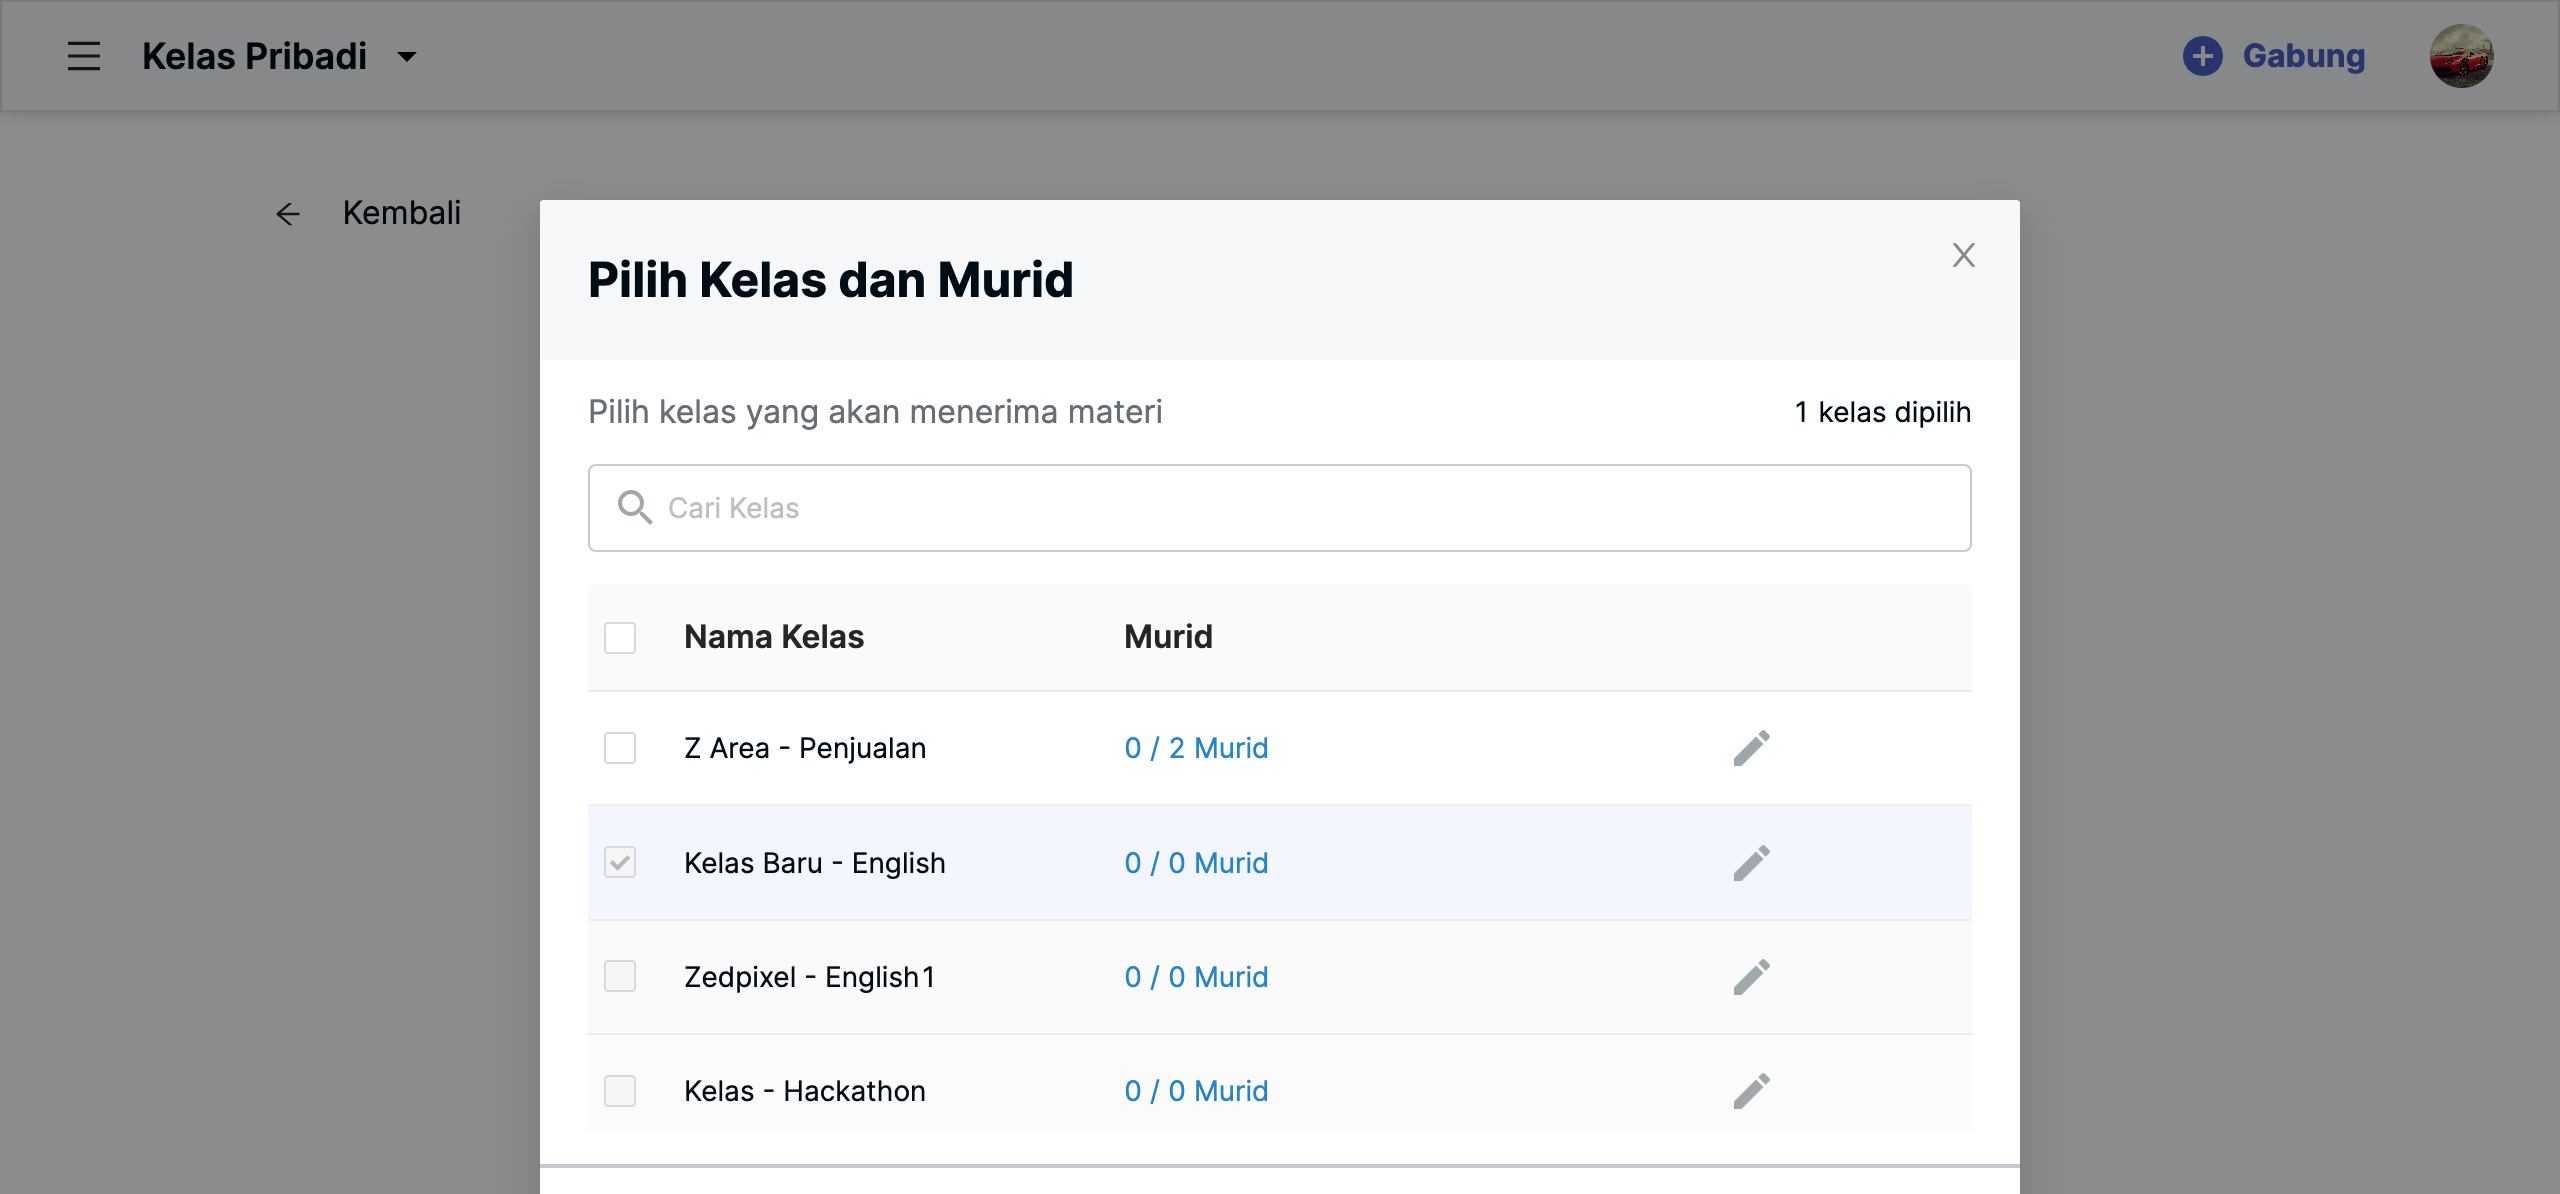 Kelas Pribadi
Gabung
Kembali
Pilih Kelas dan Murid
Pilih kelas yang akan menerima materi
1 kelas dipilih
Cari Kelas
Nama Kelas Murid
Z Area - Penjualan 0 / 2 Murid
Kelas Baru - English 0 / 0 Murid
Zedpixel - English1 0 / 0 Murid
Kelas - Hackathon 0 / 0 Murid